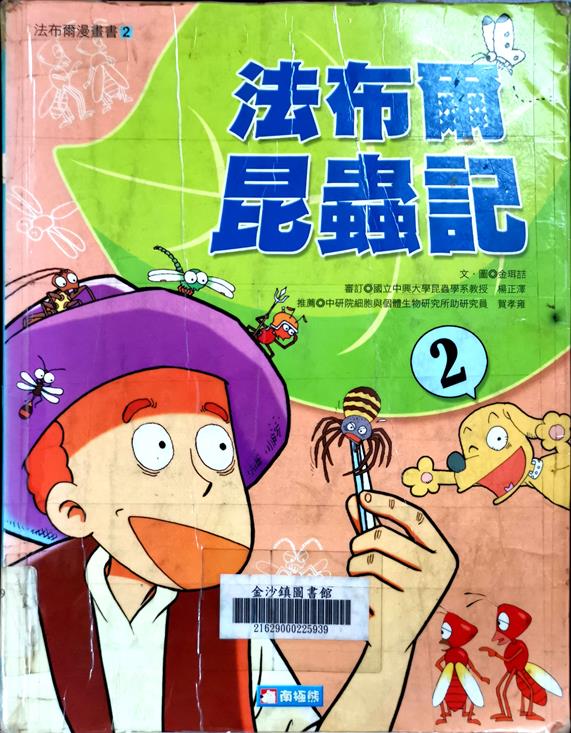 法布爾漫畫書2
法布爾
昆蟲記
文・圖◎金珥喆
審訂◎國立中興大學昆蟲學系教授 楊正澤
推薦◎中研院細胞與個體生物研究所助研究員 賀孝雍
2
金沙鎮圖書館
21629000225939
南極熊